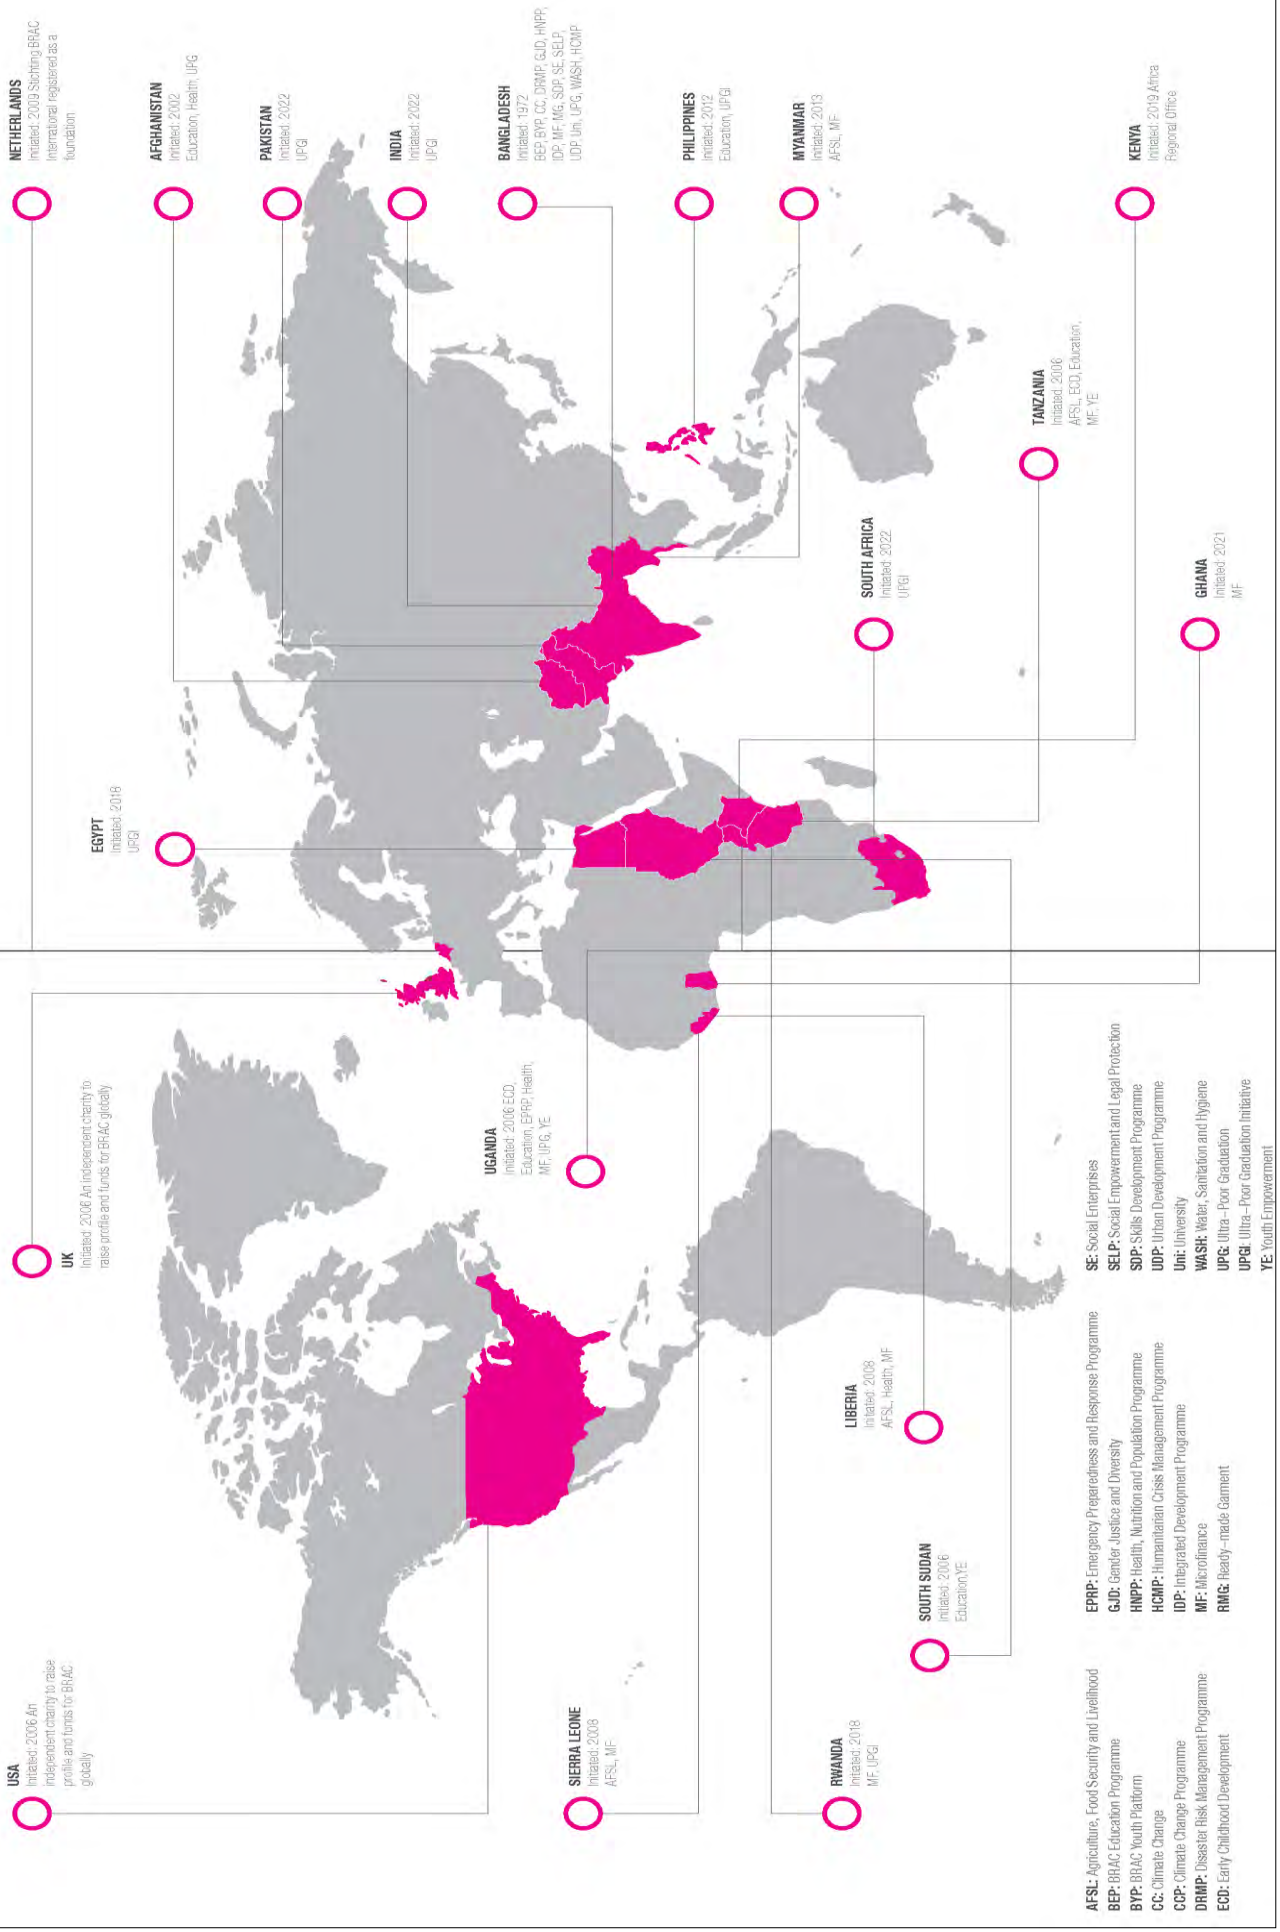 USA
Initiated: 2006 An
independent charity to raise
profile and funds for BRAC
globally
UK
Initiated: 2006 An independent charity to
raise profile and funds for BRAC globally
EGYPT
Initiated: 2018
UPGI
NETHERLANDS
Initiated: 2009 Stichting BRAC
International registered as a
foundation
AFGHANISTAN
Initiated: 2002
Education, Health, UPG
PAKISTAN
Initiated: 2022
UPGI
INDIA
Initiated: 2022
UPGI
BANGLADESH
Initiated: 1972
BEP, BYP, CC, DRMP, GJD, HNPP,
IDP, MF, MG, SDP, SE, SELP,
UDP, Uni, UPG, WASH, HCMP
PHILIPPINES
Initiated: 2012
Education, UPGI
MYANMAR
Initiated: 2013
AFSL, MF
KENYA
Initiated: 2019 Africa
Regional Office
TANZANIA
Initiated: 2006
AFSL, ECD, Education,
MF, YE
SOUTH AFRICA
Initiated: 2022
UPGI
GHANA
Initiated: 2021
MF
UGANDA
Initiated: 2006 ECD,
Education, EPRP, Health
MF, UPG, YE
LIBERIA
Initiated: 2008
AFSL, Health, MF
SOUTH SUDAN
Initiated: 2006
Education,YE
SIERRA LEONE
Initiated: 2008
AFSL, MF
RWANDA
Initiated: 2018
MF, UPGI
AFSL: Agriculture, Food Security and Livelihood
BEP: BRAC Education Programme
BYP: BRAC Youth Platform
CC: Climate Change
CCP: Climate Change Programme
DRMP: Disaster Risk Management Programme
ECD: Early Childhood Development
EPRP: Emergency Preparedness and Response Programme
GJD: Gender Justice and Diversity
HNPP: Health, Nutrition and Population Programme
HCMP: Humanitarian Crisis Management Programme
IDP: Integrated Development Programme
MF: Microfinance
RMG: Ready-made Garment
SE: Social Enterprises
SELP: Social Empowerment and Legal Protection
SDP: Skills Development Programme
UDP: Urban Development Programme
Uni: University
WASH: Water, Sanitation and Hygiene
UPG: Ultra-Poor Graduation
UPGI: Ultra-Poor Graduation Initiative
YE: Youth Empowerment